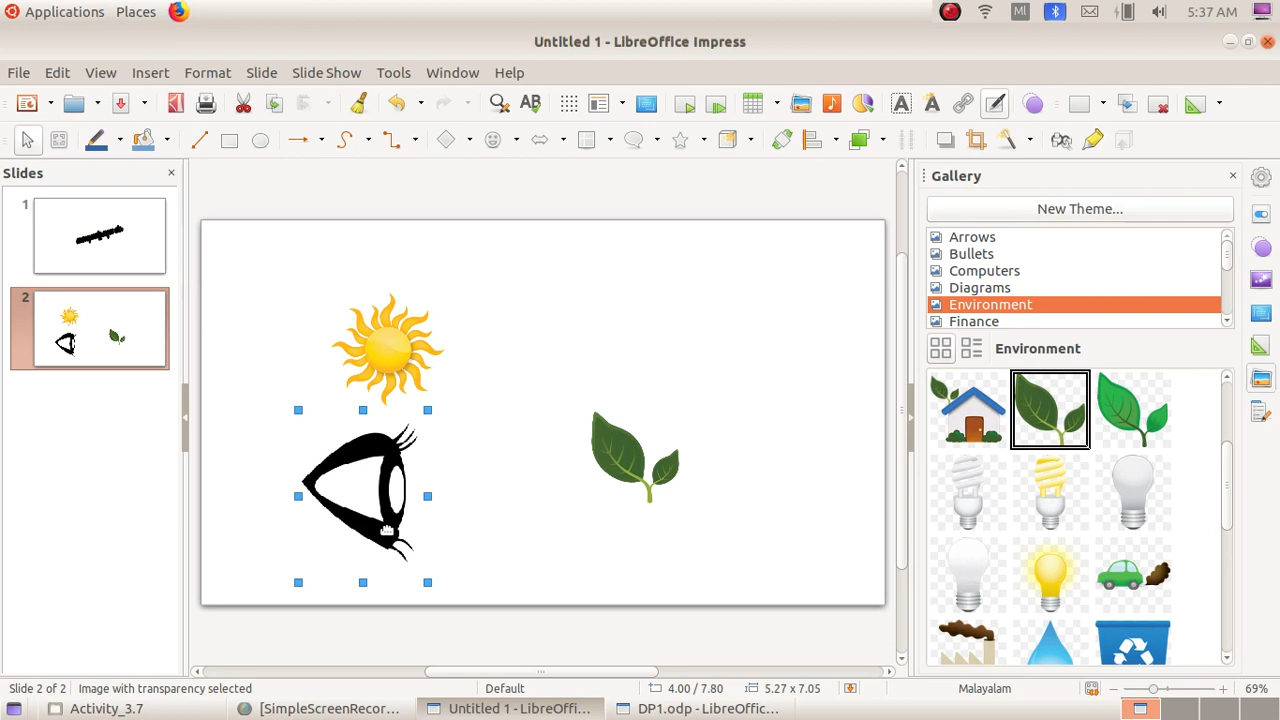 Applications Places Ml 5:37 AM
Untitled 1 - LibreOffice Impress
File Edit View Insert Format Slide Slide Show Tools Window Help
Slides
Gallery
New Theme...
1
Arrows
Bullets
Computers
Diagrams
2
Environment
Finance
Environment
Slide 2 of 2 Image with transparency selected Default 4.00 / 7.80 5.27 x 7.05 Malayalam 69%
Activity_3.7 [SimpleScreenRecor... Untitled 1 - LibreOffi... DP1.odp - LibreOffic...